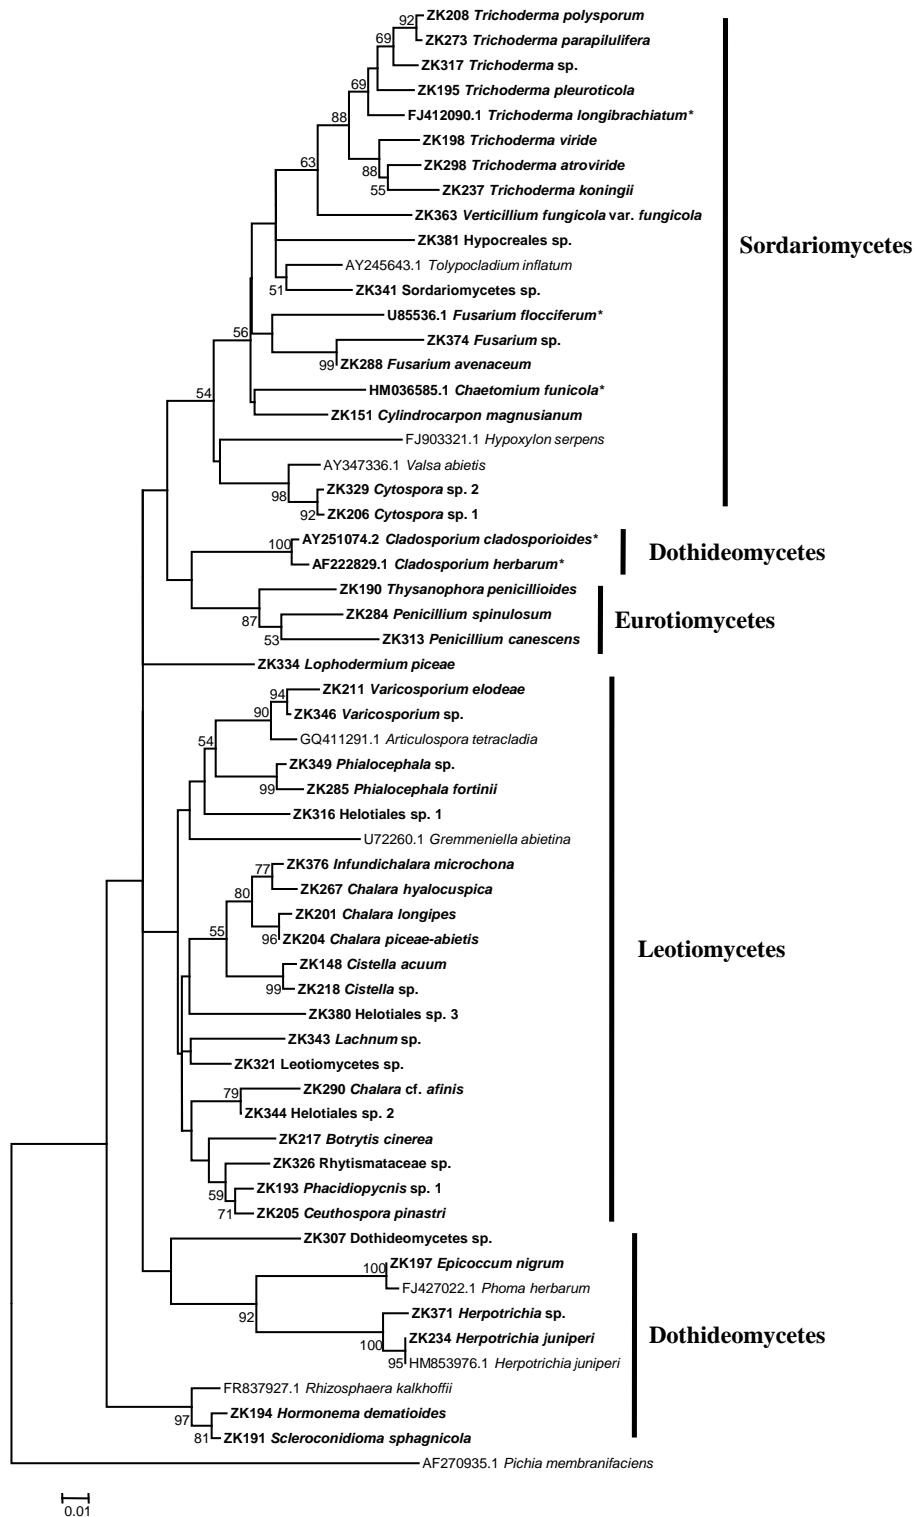 92
ZK208 Trichoderma polysporum
69
ZK273 Trichoderma parapilulifera
ZK317 Trichoderma sp.
69
ZK195 Trichoderma pleuroticola
88
FJ412090.1 Trichoderma longibrachiatum*
ZK198 Trichoderma viride
63
88
ZK298 Trichoderma atroviride
55
ZK237 Trichoderma koningii
ZK363 Verticillium fungicola var. fungicola
ZK381 Hypocreales sp.
Sordariomycetes
AY245643.1 Tolypocladium inflatum
51
ZK341 Sordariomycetes sp.
U85536.1 Fusarium flocciferum*
56
ZK374 Fusarium sp.
99
ZK288 Fusarium avenaceum
54
HM036585.1 Chaetomium funicola*
ZK151 Cylindrocarpon magnusianum
FJ903321.1 Hypoxylon serpens
AY347336.1 Valsa abietis
98
ZK329 Cytospora sp. 2
92
ZK206 Cytospora sp. 1
100
AY251074.2 Cladosporium cladosporioides*
Dothideomycetes
AF222829.1 Cladosporium herbarum*
ZK190 Thysanophora penicillioides
87
ZK284 Penicillium spinulosum
Eurotiomycetes
53
ZK313 Penicillium canescens
ZK334 Lophodermium piceae
94
ZK211 Varicosporium elodeae
90
ZK346 Varicosporium sp.
54
GQ411291.1 Articulospora tetracladia
ZK349 Phialocephala sp.
99
ZK285 Phialocephala fortinii
ZK316 Helotiales sp. 1
U72260.1 Gremmeniella abietina
77
ZK376 Infundichalara microchona
80
ZK267 Chalara hyalocuspica
ZK201 Chalara longipes
55
96
ZK204 Chalara piceae-abietis
Leotiomycetes
ZK148 Cistella acuum
99
ZK218 Cistella sp.
ZK380 Helotiales sp. 3
ZK343 Lachnum sp.
ZK321 Leotiomycetes sp.
79
ZK290 Chalara cf. afinis
ZK344 Helotiales sp. 2
ZK217 Botrytis cinerea
ZK326 Rhytismataceae sp.
59
ZK193 Phacidiopycnis sp. 1
71
ZK205 Ceuthospora pinastri
ZK307 Dothideomycetes sp.
100
ZK197 Epicoccum nigrum
FJ427022.1 Phoma herbarum
92
ZK371 Herpotrichia sp.
100
ZK234 Herpotrichia juniperi
Dothideomycetes
95
HM853976.1 Herpotrichia juniperi
FR837927.1 Rhizosphaera kalkhoffii
97
ZK194 Hormonema dematioides
81
ZK191 Scleroconidioma sphagnicola
AF270935.1 Pichia membranifaciens
0.01